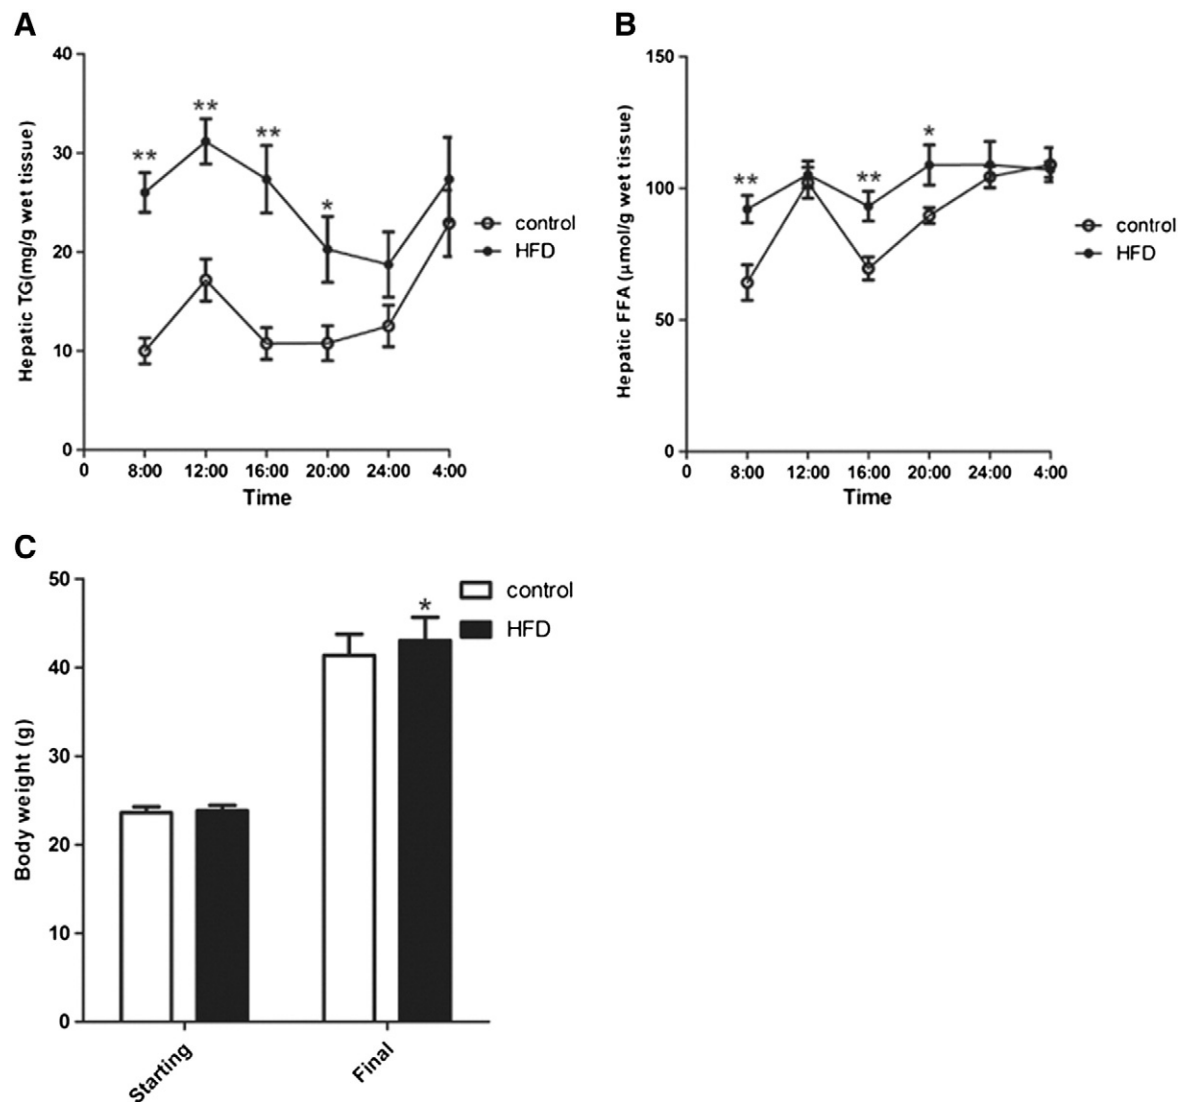 A
Hepatic TG(mg/g wet tissue)
40
30
20
10
0
**
**
**
*
0 8:00 12:00 16:00 20:00 24:00 4:00
Time
control
HFD
B
Hepatic FFA (μmol/g wet tissue)
150
100
50
0
**
**
*
0 8:00 12:00 16:00 20:00 24:00 4:00
Time
control
HFD
C
Body weight (g)
50
40
30
20
10
0
*
control
HFD
Starting
Final